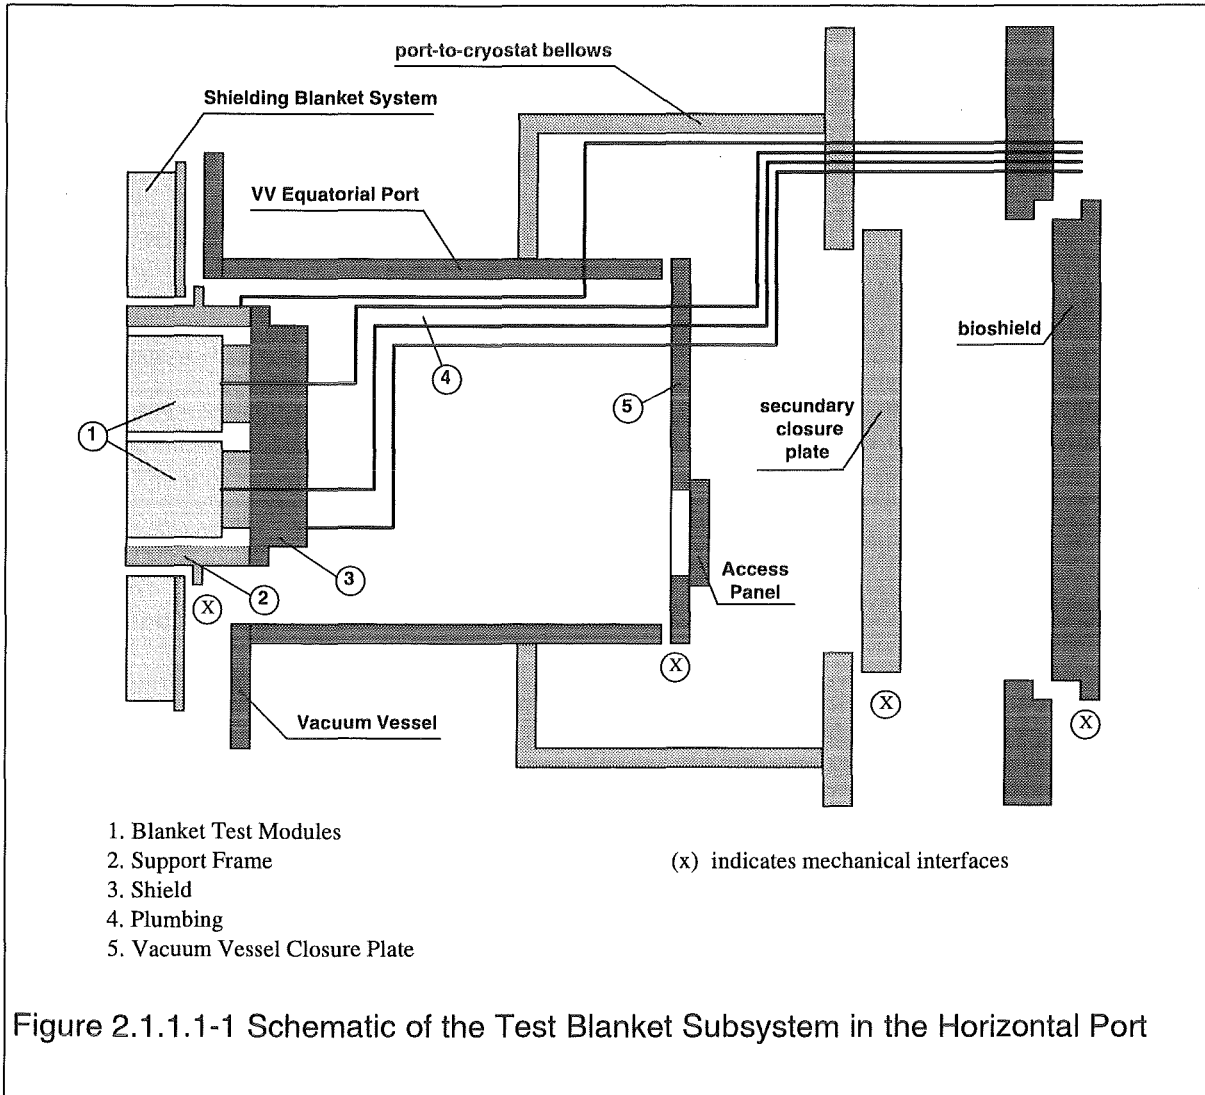 port-to-cryostat bellows
Shielding Blanket System
VV Equatorial Port
bioshield
4
5
secundary
closure
plate
1
Access
Panel
3
2
X
X
X
X
Vacuum Vessel
1. Blanket Test Modules
2. Support Frame
(x) indicates mechanical interfaces
3. Shield
4. Plumbing
5. Vacuum Vessel Closure Plate
Figure 2.1.1.1-1 Schematic of the Test Blanket Subsystem in the Horizontal Port